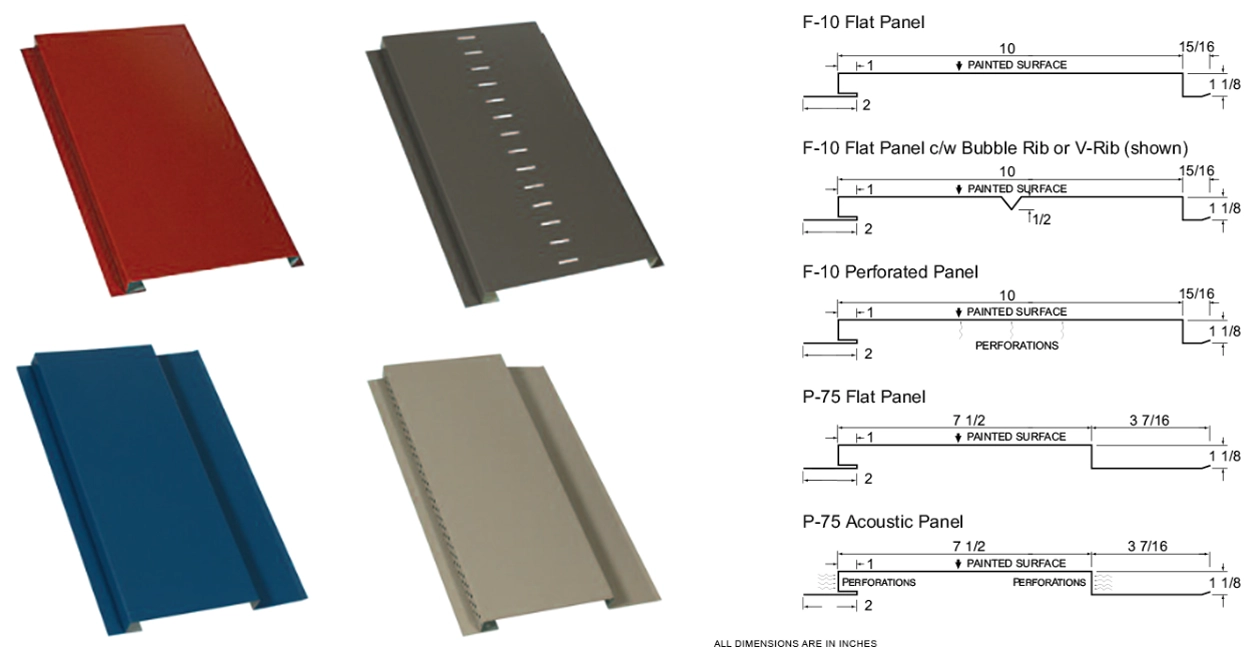 F-10 Flat Panel
10 15/16
1 PAINTED SURFACE
1 1/8
2
F-10 Flat Panel c/w Bubble Rib or V-Rib (shown)
10 15/16
1 PAINTED SURFACE
1 1/8
1/2
2
F-10 Perforated Panel
10 15/16
1 PAINTED SURFACE
1 1/8
PERFORATIONS
2
P-75 Flat Panel
7 1/2 3 7/16
1 PAINTED SURFACE
1 1/8
2
P-75 Acoustic Panel
7 1/2 3 7/16
1 PAINTED SURFACE
PERFORATIONS PERFORATIONS 1 1/8
2
ALL DIMENSIONS ARE IN INCHES